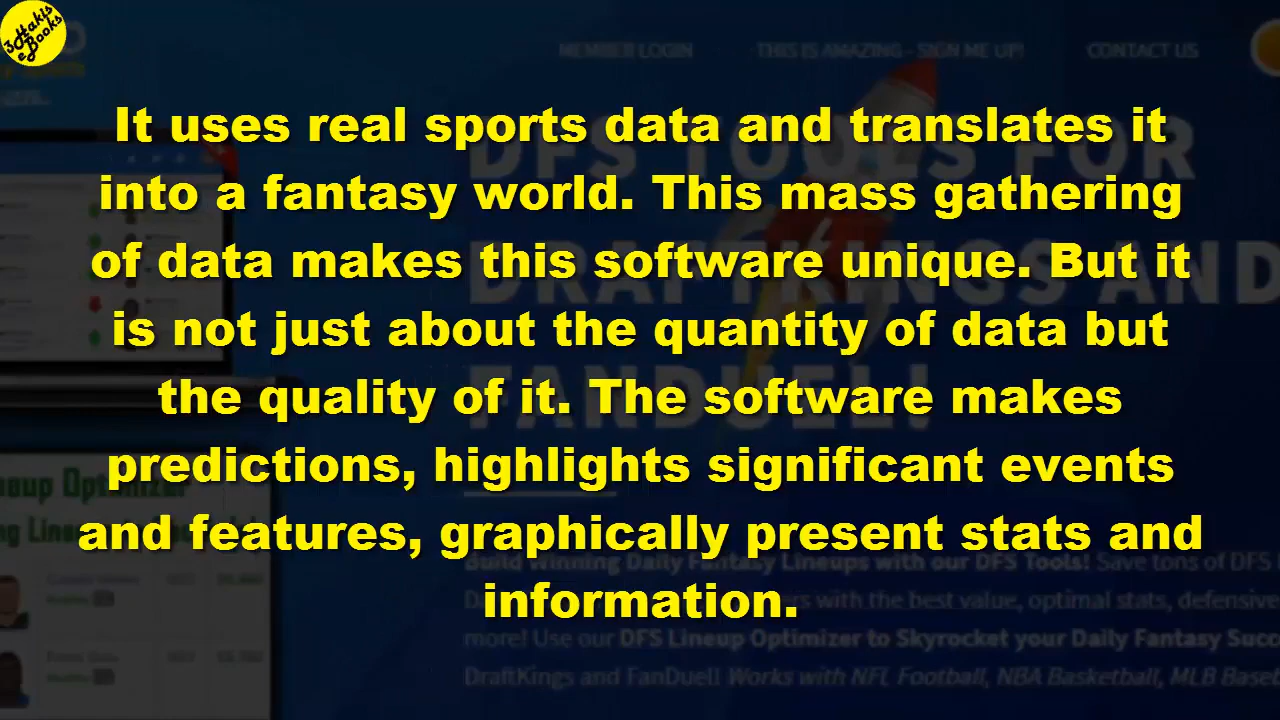 3Hakis
eBooks
MEMBER LOGIN
THIS IS AMAZING - SIGN ME UP!
CONTACT US
It uses real sports data and translates it
into a fantasy world. This mass gathering
of data makes this software unique. But it
is not just about the quantity of data but
the quality of it. The software makes
predictions, highlights significant events
and features, graphically present stats and
information.
DFS TOOLS FOR
DRAFTKINGS AND
FANDUEL!
Optimizer
Build Winning Daily Fantasy Lineups with our DFS Tools! Save tons of DFS
with the best value, optimal stats, defensive
more! Use our DFS Lineup Optimizer to Skyrocket your Daily Fantasy Succ
DraftKings and FanDuel! Works with NFL Football, NBA Basketball, MLB Baseb